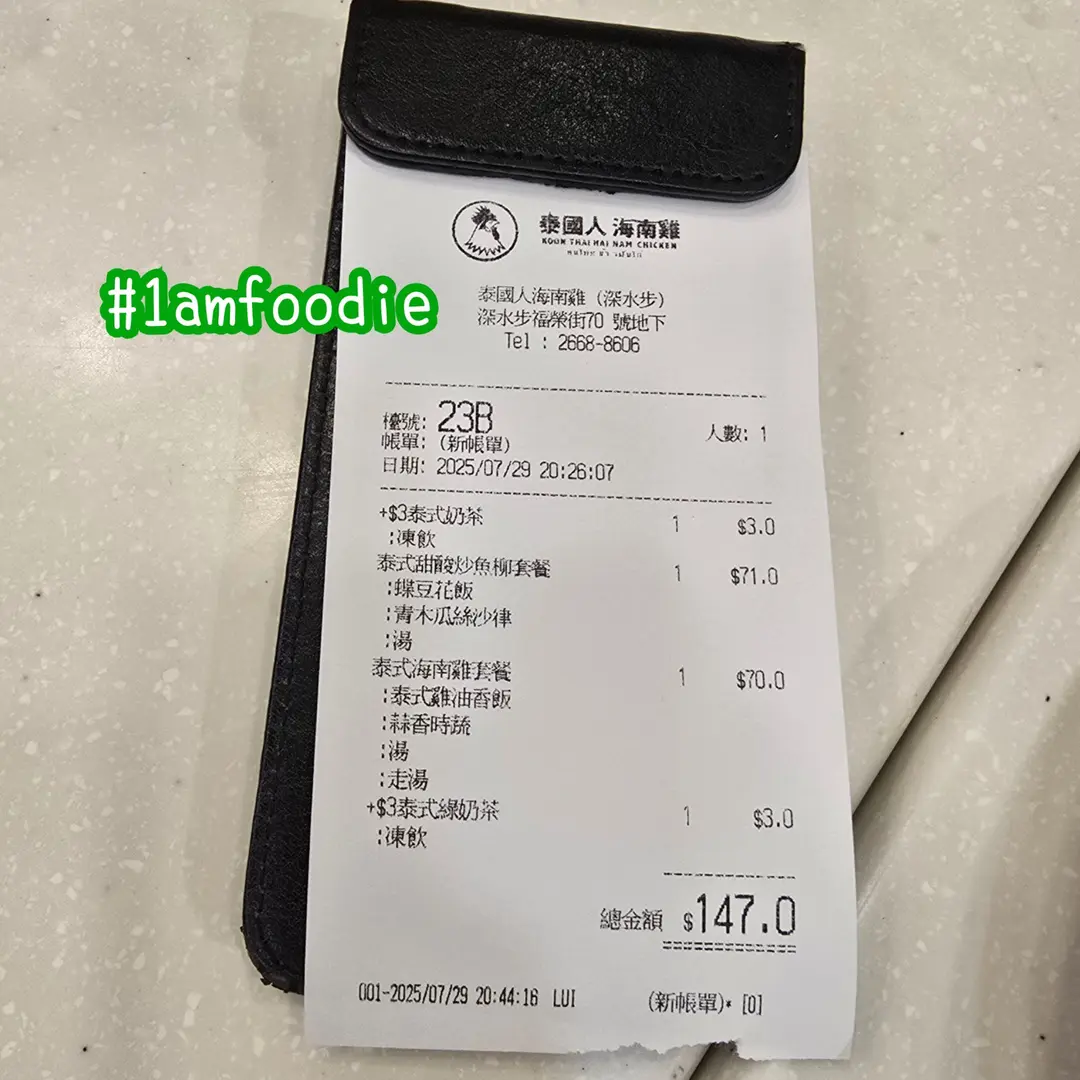 泰國人 海南雞
KOON THAI HAI NAM CHICKEN
#1amfoodie
泰國人海南雞 (深水步)
深水步福榮街70 號地下
Tel : 2668-8606
檯號: 23B
人數: 1
帳單: (新帳單)
日期: 2025/07/29 20:26:07
+$3泰式奶茶 1 $3.0
:凍飲
泰式甜酸炒魚柳套餐 1 $71.0
:蝶豆花飯
:青木瓜絲沙律
:湯
泰式海南雞套餐 1 $70.0
:泰式雞油香飯
:蒜香時蔬
:湯
:走湯
+$3泰式綠奶茶 1 $3.0
:凍飲
總金額 $147.0
001-2025/07/29 20:44:16 LUI (新帳單)* [0]